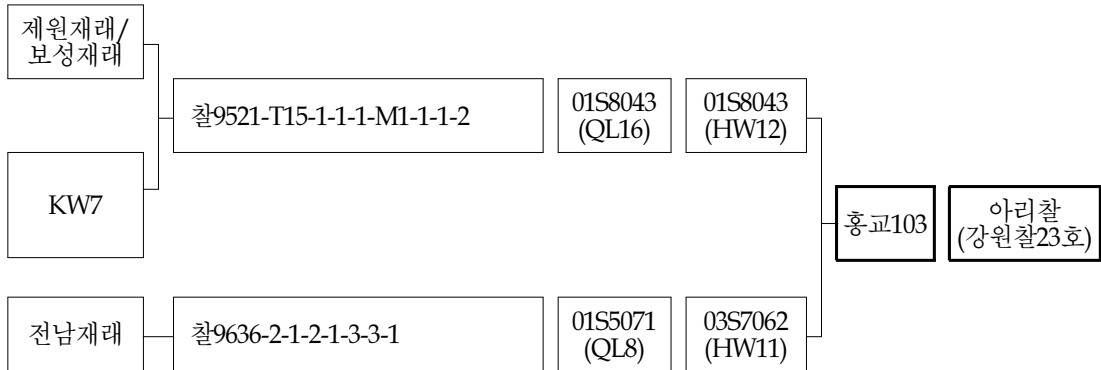 제원재래/
보성재래
찰9521-T15-1-1-1-M1-1-1-2
01S8043
(QL16)
01S8043
(HW12)
KW7
홍교103
아리찰
(강원찰23호)
전남재래
찰9636-2-1-2-1-3-3-1
01S5071
(QL8)
03S7062
(HW11)